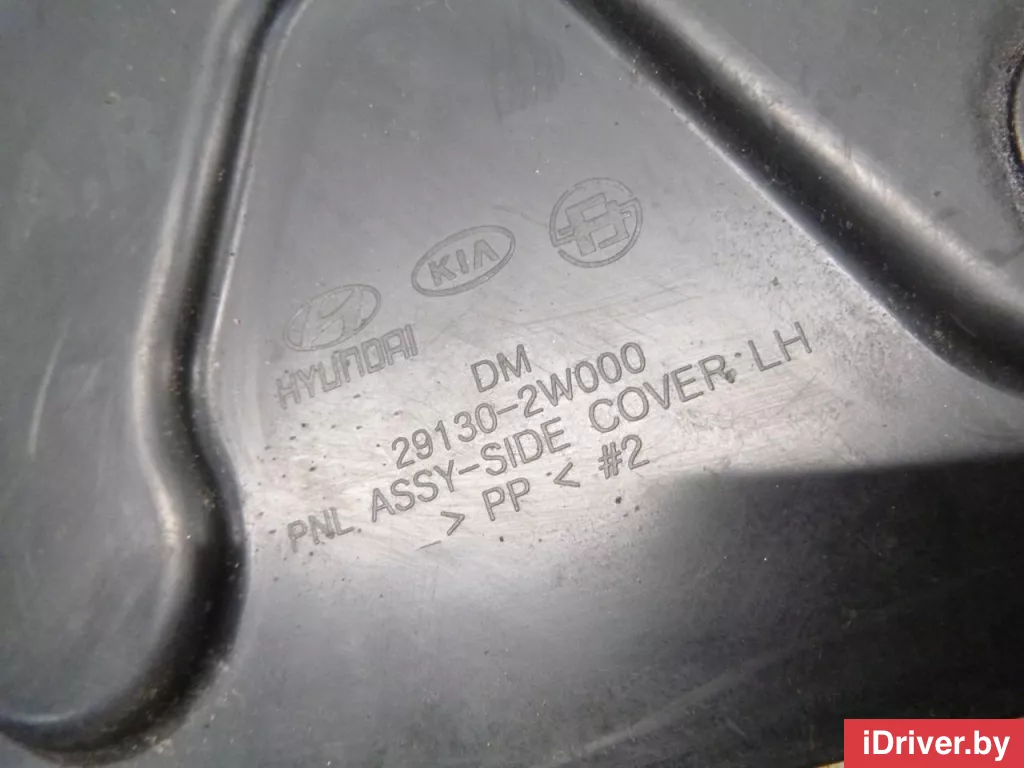 HYUNDAI
KIA
DM
29130-2W000
PNL ASSY-SIDE COVER, LH
> PP < #2
iDriver.by